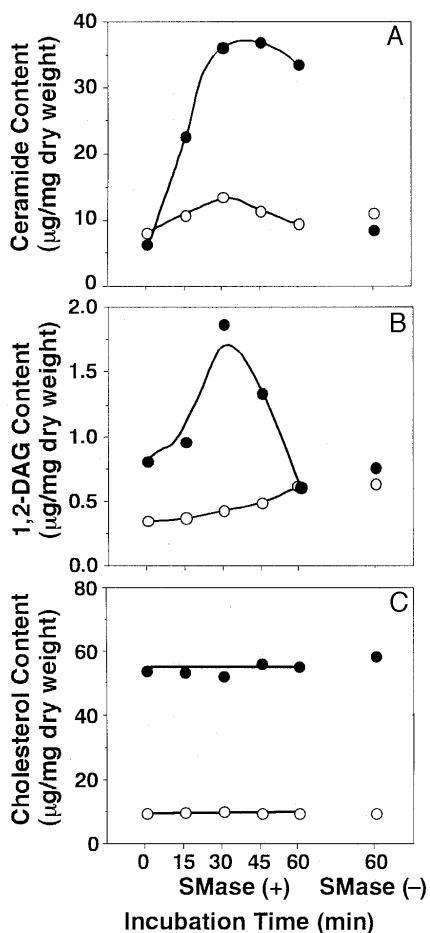 A
Ceramide Content
(μg/mg dry weight)
40
30
20
10
0
B
1,2-DAG Content
(μg/mg dry weight)
2.0
1.5
1.0
0.5
0.0
C
Cholesterol Content
(μg/mg dry weight)
80
60
40
20
0
0 15 30 45 60 60
SMase (+) SMase (–)
Incubation Time (min)